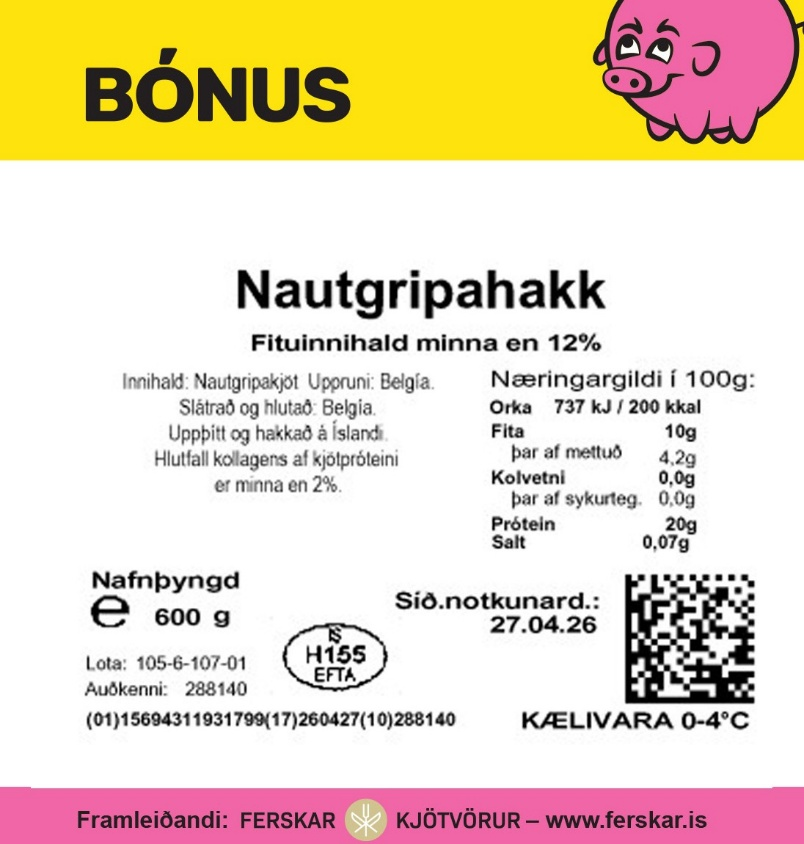 BÓNUS
Nautgripahakk
Fituinnihald minna en 12%
Innihald: Nautgripakjöt Uppruni: Belgía.
Slátrað og hlutað: Belgía.
Uppþítt og hakkað á Íslandi.
Hlutfall kollagens af kjötpróteini
er minna en 2%.
Næringargildi í 100g:
Orka 737 kJ / 200 kkal
Fita 10g
þar af mettuð 4,2g
Kolvetni 0,0g
þar af sykurteg. 0,0g
Prótein 20g
Salt 0,07g
Nafnþyngd
e 600 g
Síð.notkunard.:
27.04.26
IS
H155
EFTA
Lota: 105-6-107-01
Auðkenni: 288140
(01)15694311931799(17)260427(10)288140
KÆLIVARA 0-4°C
Framleiðandi: FERSKAR KJÖTVÖRUR – www.ferskar.is